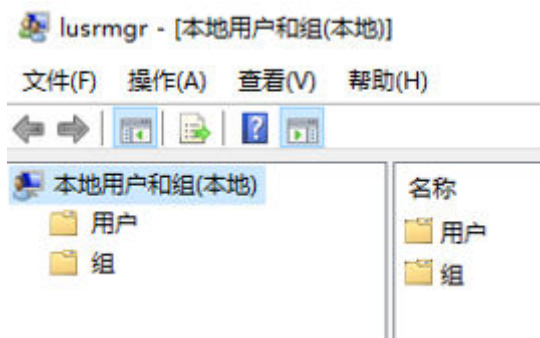 lusrmgr - [本地用户和组(本地)]
文件(F) 操作(A) 查看(V) 帮助(H)
本地用户和组(本地)
用户
组
名称
用户
组